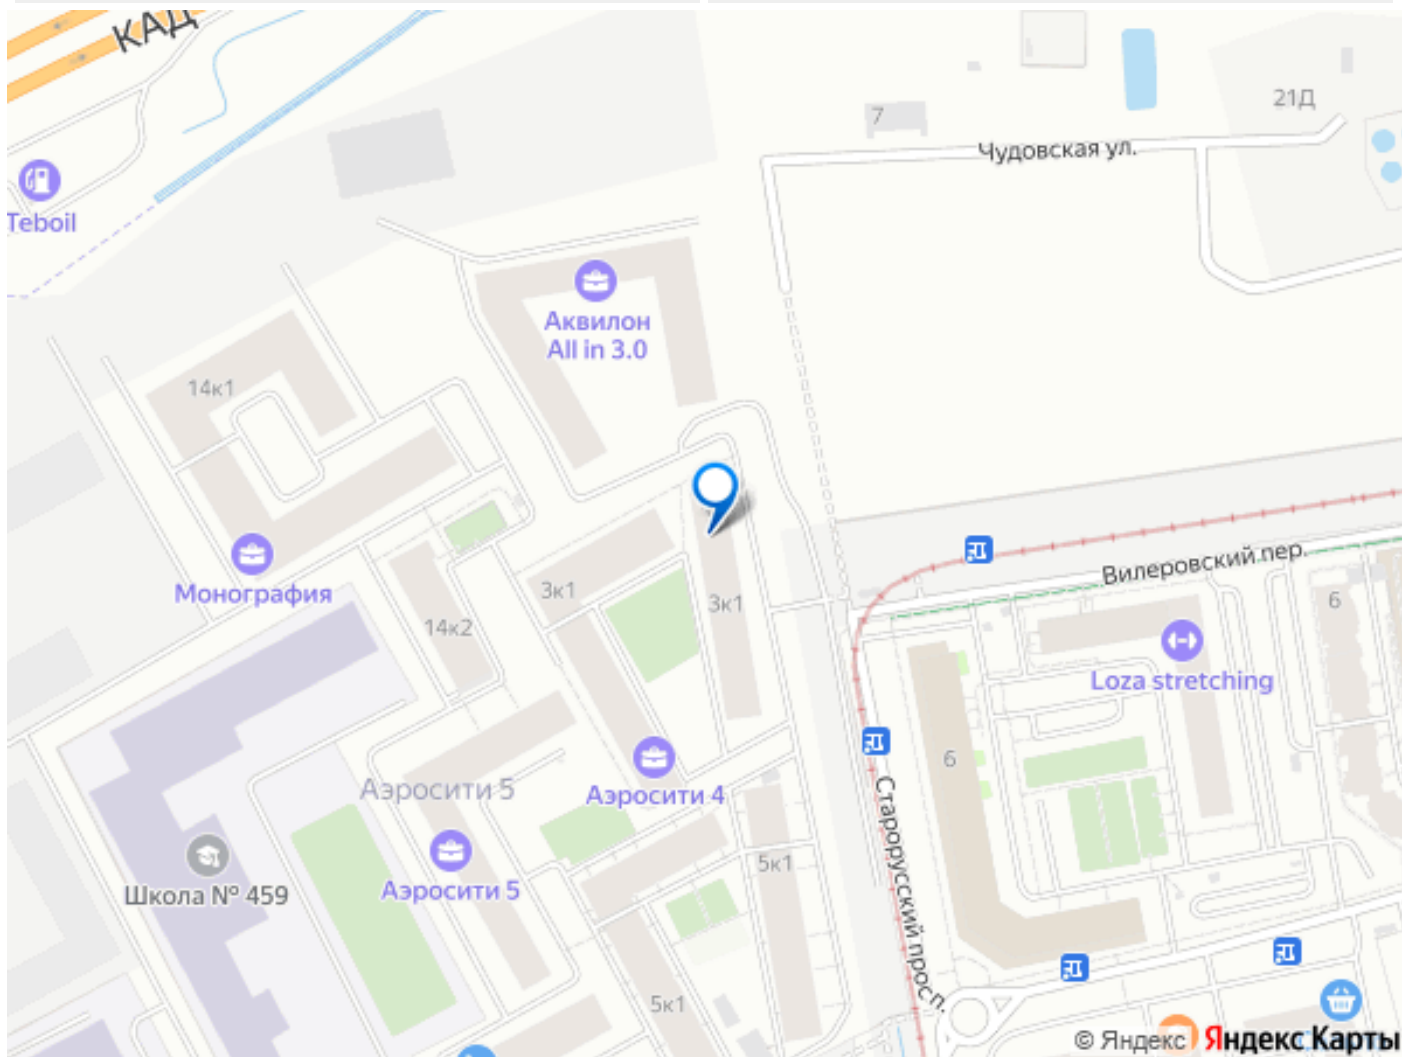 КАД
21Д
7
Чудовская ул.
Teboil
Аквилон
All in 3.0
14к1
Вилеровский пер.
Монография
3к1
3к1
6
14к2
Loza stretching
Аэросити 5
Аэросити 4
6
Старорусский просп.
Школа № 459
Аэросити 5
5к1
5к1
© Яндекс Яндекс Карты